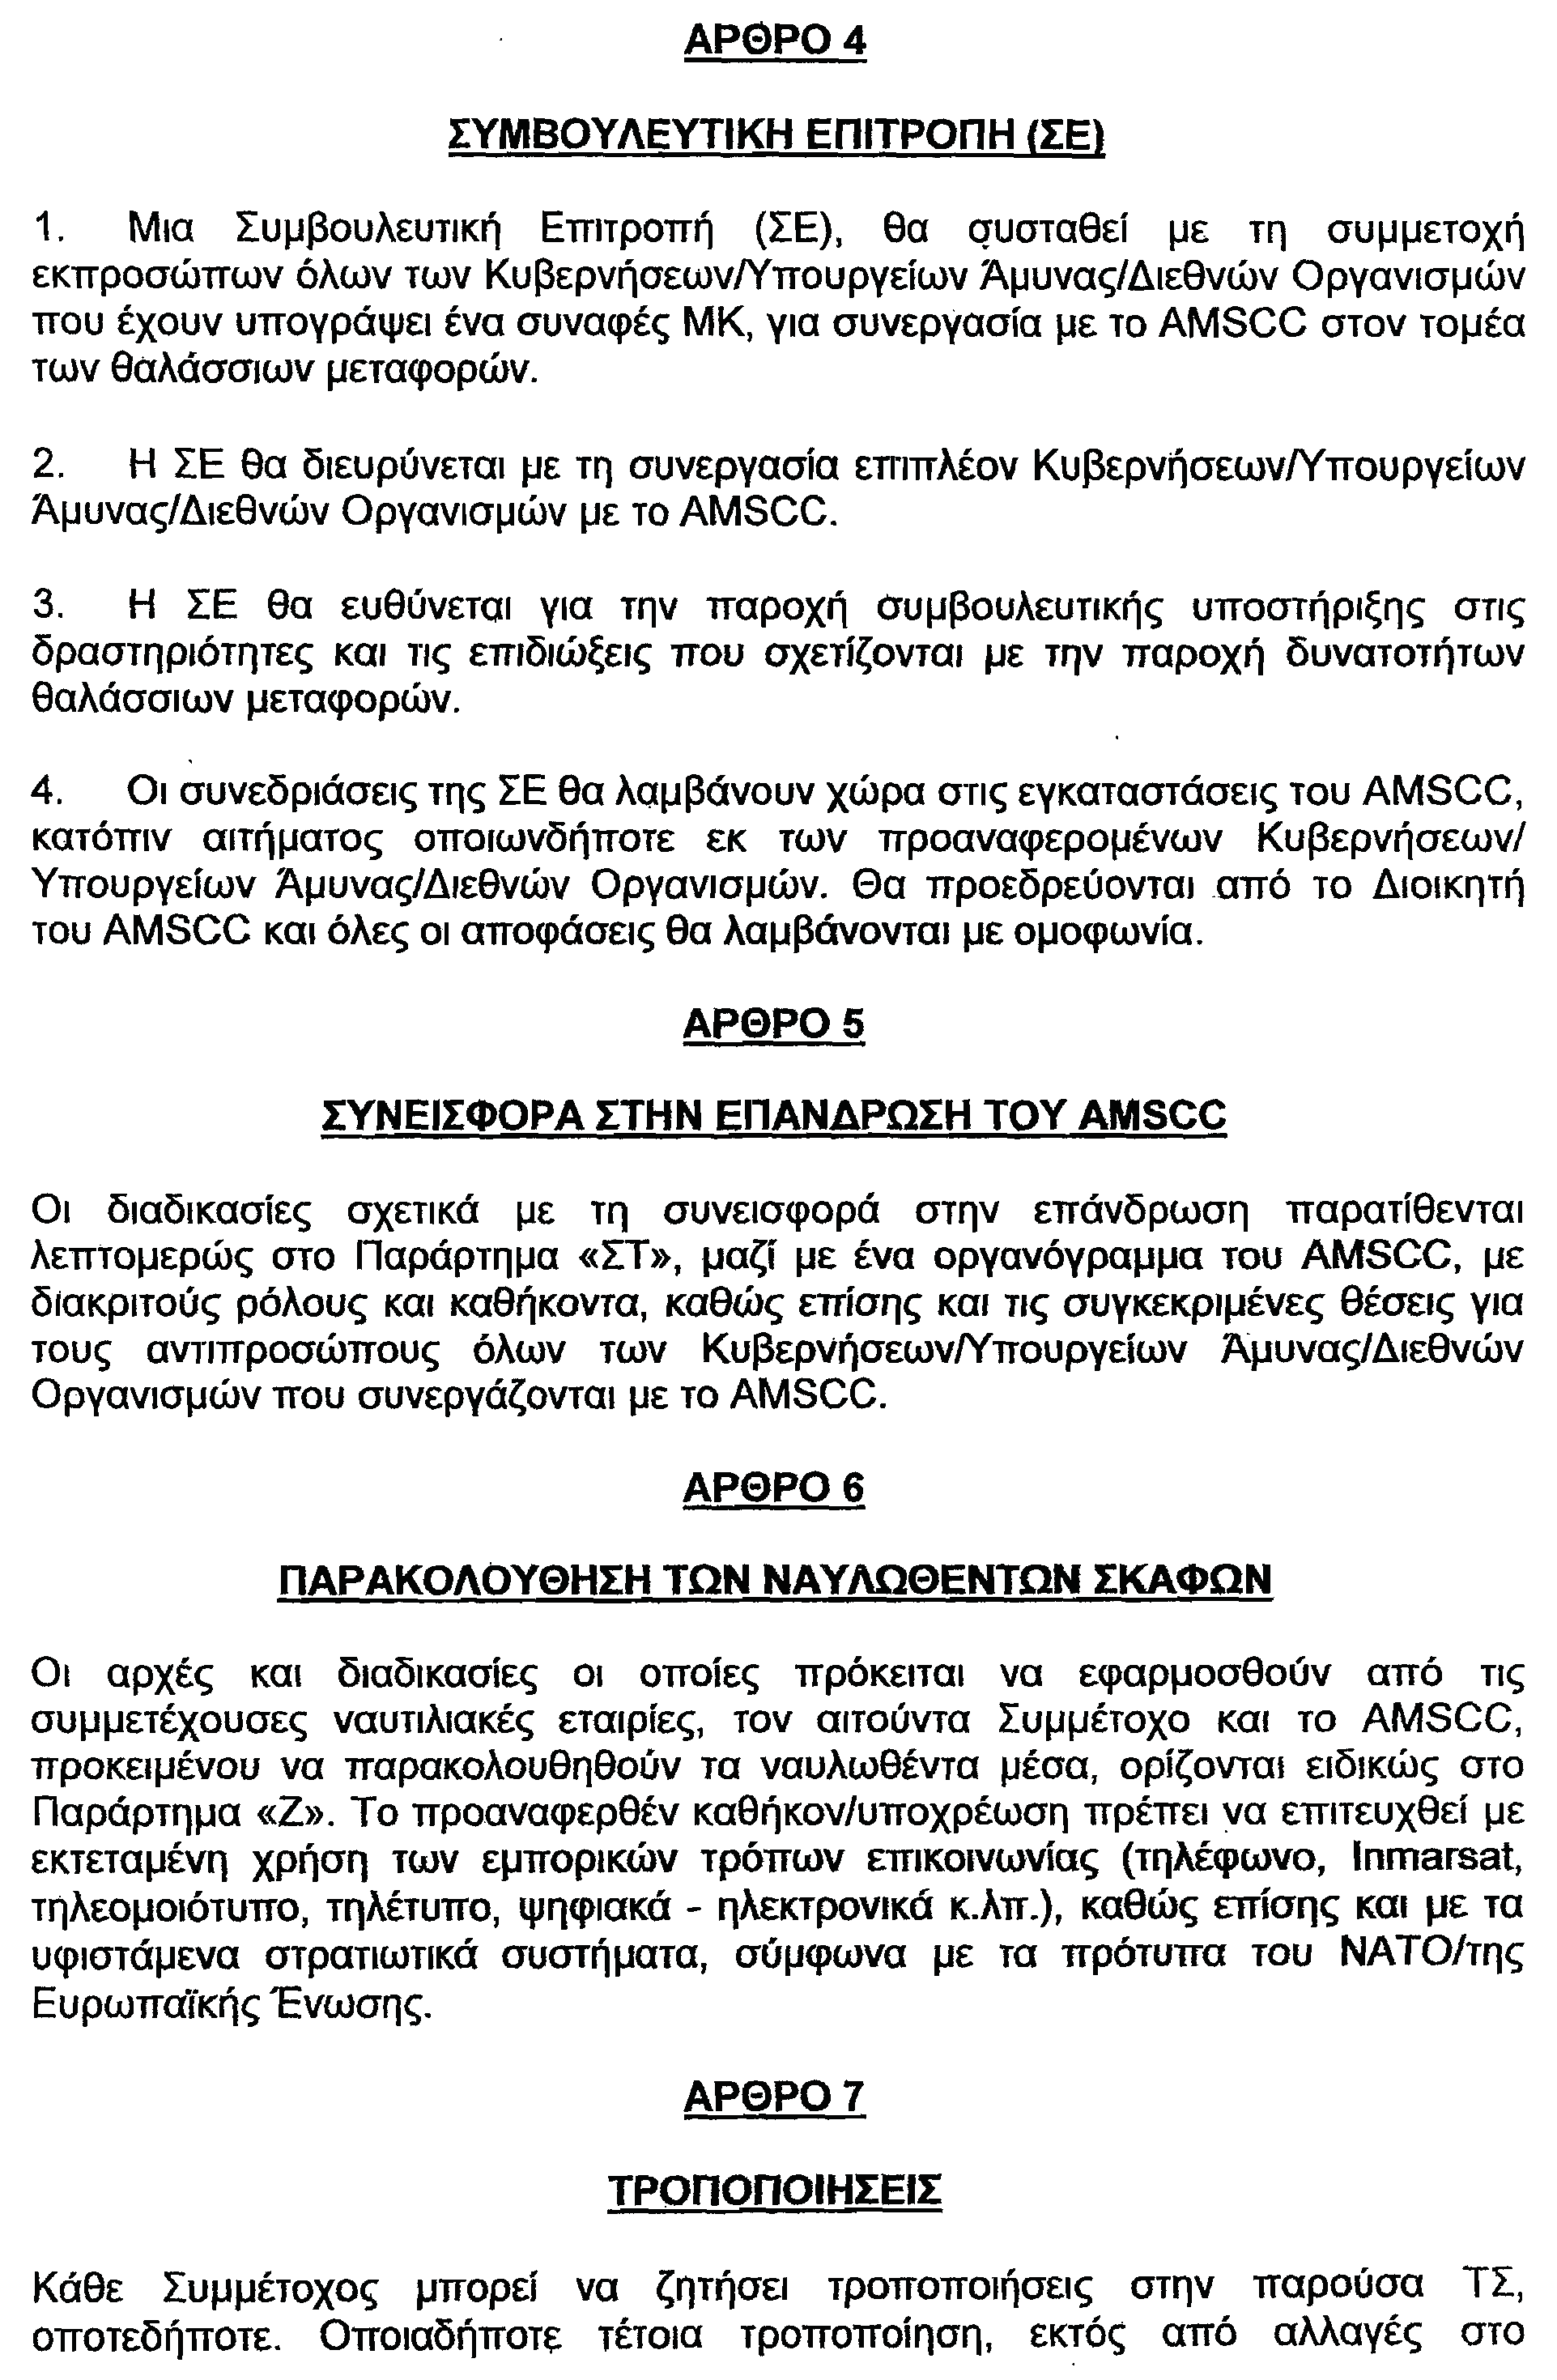 ΑΡΘΡΟ 4
ΣΥΜΒΟΥΛΕΥΤΙΚΗ ΕΠΙΤΡΟΠΗ (ΣΕ)
1. Μια Συμβουλευτική Επιτροπή (ΣΕ), θα συσταθεί με τη συμμετοχή
εκπροσώπων όλων των Κυβερνήσεων/Υπουργείων Άμυνας/Διεθνών Οργανισμών
που έχουν υπογράψει ένα συναφές ΜΚ, για συνεργασία με το AMSCC στον τομέα
των θαλάσσιων μεταφορών.
2. Η ΣΕ θα διευρύνεται με τη συνεργασία επιπλέον Κυβερνήσεων/Υπουργείων
Άμυνας/Διεθνών Οργανισμών με το AMSCC.
3. Η ΣΕ θα ευθύνεται για την παροχή συμβουλευτικής υποστήριξης στις
δραστηριότητες και τις επιδιώξεις που σχετίζονται με την παροχή δυνατοτήτων
θαλάσσιων μεταφορών.
4. Οι συνεδριάσεις της ΣΕ θα λαμβάνουν χώρα στις εγκαταστάσεις του AMSCC,
κατόπιν αιτήματος οποιωνδήποτε εκ των προαναφερομένων Κυβερνήσεων/
Υπουργείων Άμυνας/Διεθνών Οργανισμών. Θα προεδρεύονται από το Διοικητή
του AMSCC και όλες οι αποφάσεις θα λαμβάνονται με ομοφωνία.
ΑΡΘΡΟ 5
ΣΥΝΕΙΣΦΟΡΑ ΣΤΗΝ ΕΠΑΝΔΡΩΣΗ ΤΟΥ AMSCC
Οι διαδικασίες σχετικά με τη συνεισφορά στην επάνδρωση παρατίθενται
λεπτομερώς στο Παράρτημα «ΣΤ», μαζί με ένα οργανόγραμμα του AMSCC, με
διακριτούς ρόλους και καθήκοντα, καθώς επίσης και τις συγκεκριμένες θέσεις για
τους αντιπροσώπους όλων των Κυβερνήσεων/Υπουργείων Άμυνας/Διεθνών
Οργανισμών που συνεργάζονται με το AMSCC.
ΑΡΘΡΟ 6
ΠΑΡΑΚΟΛΟΥΘΗΣΗ ΤΩΝ ΝΑΥΛΩΘΕΝΤΩΝ ΣΚΑΦΩΝ
Οι αρχές και διαδικασίες οι οποίες πρόκειται να εφαρμοσθούν από τις
συμμετέχουσες ναυτιλιακές εταιρίες, τον αιτούντα Συμμέτοχο και το AMSCC,
προκειμένου να παρακολουθηθούν τα ναυλωθέντα μέσα, ορίζονται ειδικώς στο
Παράρτημα «Ζ». Το προαναφερθέν καθήκον/υποχρέωση πρέπει να επιτευχθεί με
εκτεταμένη χρήση των εμπορικών τρόπων επικοινωνίας (τηλέφωνο, Inmarsat,
τηλεομοιότυπο, τηλέτυπο, ψηφιακά - ηλεκτρονικά κ.λπ.), καθώς επίσης και με τα
υφιστάμενα στρατιωτικά συστήματα, σύμφωνα με τα πρότυπα του ΝΑΤΟ/της
Ευρωπαϊκής Ένωσης.
ΑΡΘΡΟ 7
ΤΡΟΠΟΠΟΙΗΣΕΙΣ
Κάθε Συμμέτοχος μπορεί να ζητήσει τροποποιήσεις στην παρούσα ΤΣ,
οποτεδήποτε. Οποιαδήποτε τέτοια τροποποίηση, εκτός από αλλαγές στο